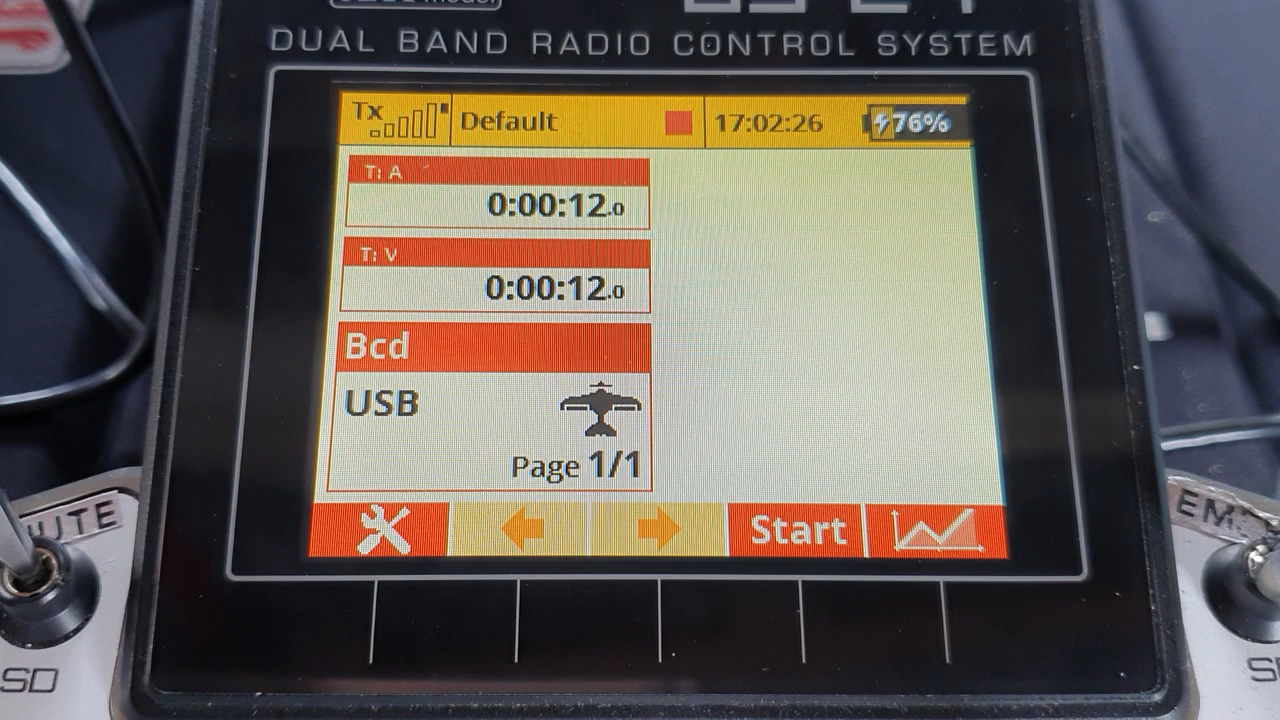 model
DUAL BAND RADIO CONTROL SYSTEM
Tx Default 17:02:26 76%
T: A
0:00:12.0
T: V
0:00:12.0
Bcd
USB
Page 1/1
Start
SD